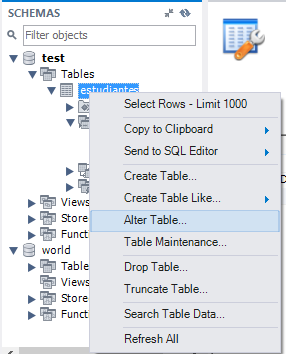 SCHEMAS
Filter objects
test
Tables
estudiantes
Select Rows - Limit 1000
Copy to Clipboard
Send to SQL Editor
Create Table...
Create Table Like...
Alter Table...
Table Maintenance...
Drop Table...
Truncate Table...
Search Table Data...
Refresh All
Views
Store
Functi
world
Table
Views
Store
Functi